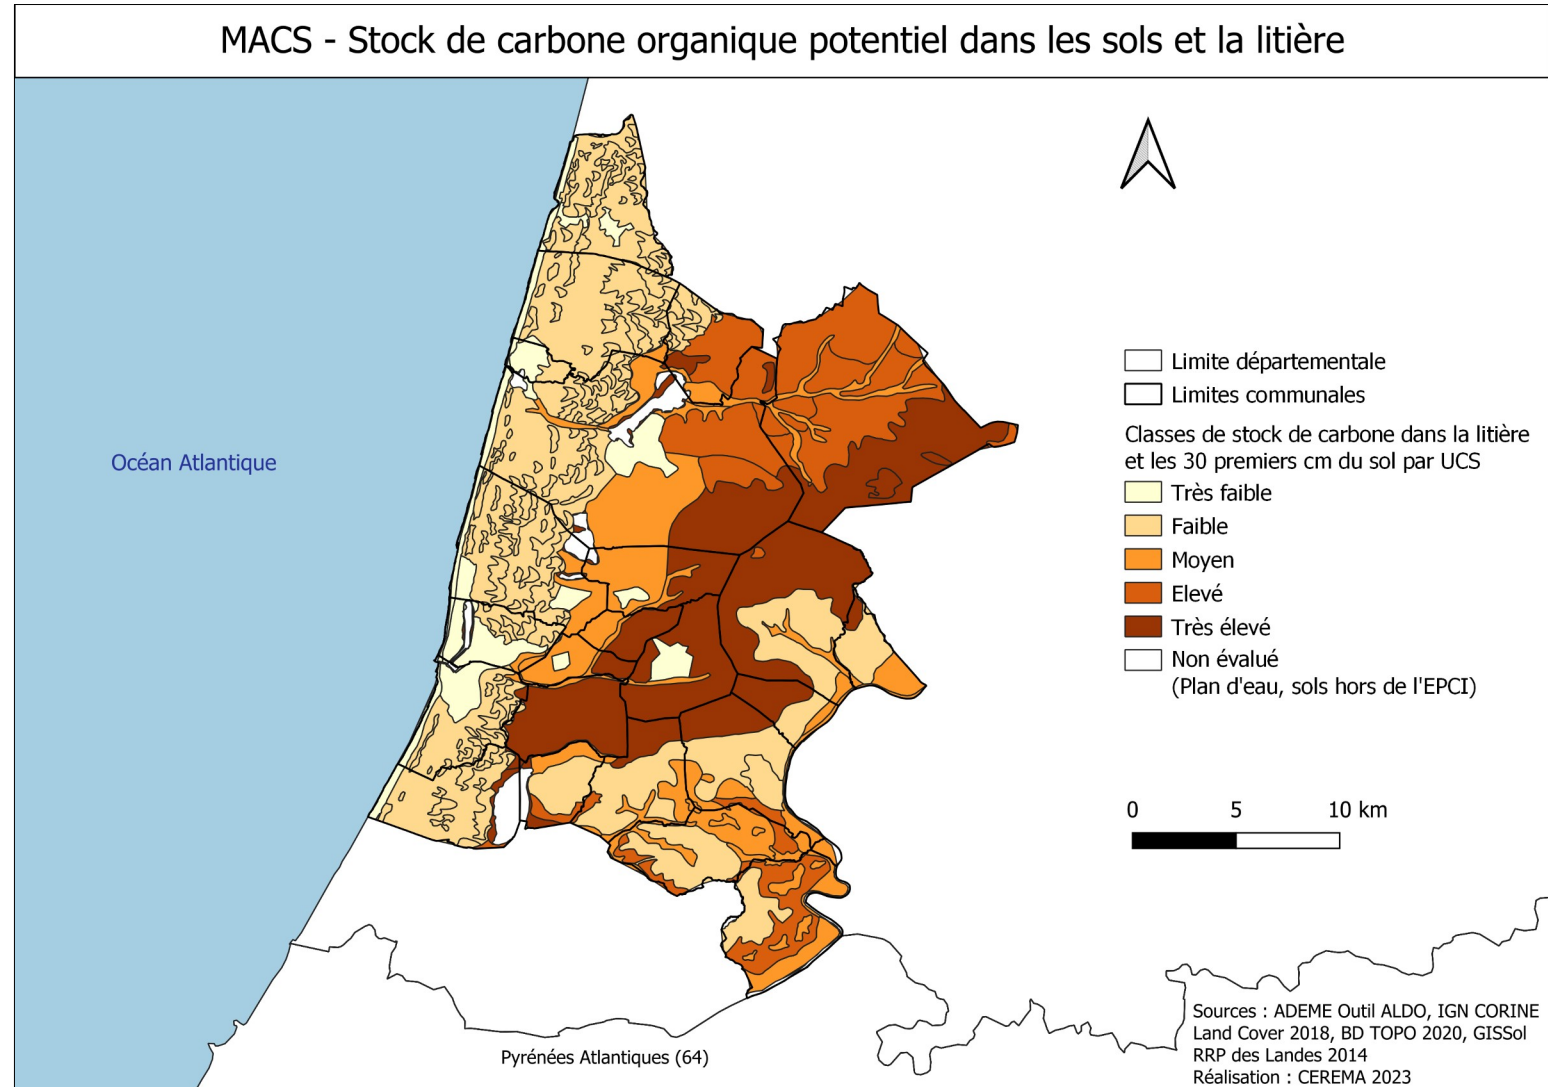 MACS - Stock de carbone organique potentiel dans les sols et la litière
Océan Atlantique
Limite départementale
Limites communales
Classes de stock de carbone dans la litière
et les 30 premiers cm du sol par UCS
Très faible
Faible
Moyen
Elevé
Très élevé
Non évalué
(Plan d'eau, sols hors de l'EPCI)
0 5 10 km
Pyrénées Atlantiques (64)
Sources : ADEME Outil ALDO, IGN CORINE
Land Cover 2018, BD TOPO 2020, GISSol
RRP des Landes 2014
Réalisation : CEREMA 2023